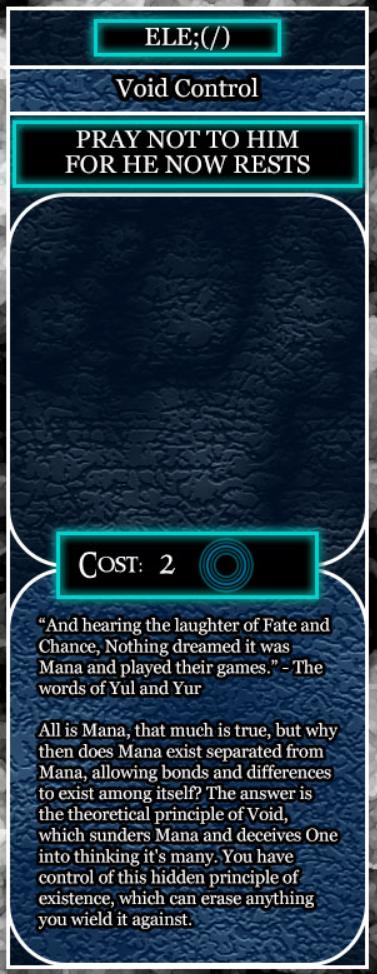 ELE;(/)
Void Control
PRAY NOT TO HIM
FOR HE NOW RESTS
COST: 2
“And hearing the laughter of Fate and
Chance, Nothing dreamed it was
Mana and played their games.” - The
words of Yul and Yur
All is Mana, that much is true, but why
then does Mana exist separated from
Mana, allowing bonds and differences
to exist among itself? The answer is
the theoretical principle of Void,
which sunders Mana and deceives One
into thinking it's many. You have
control of this hidden principle of
existence, which can erase anything
you wield it against.